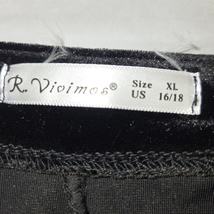 R. Vivimos® Size XL
US 16/18